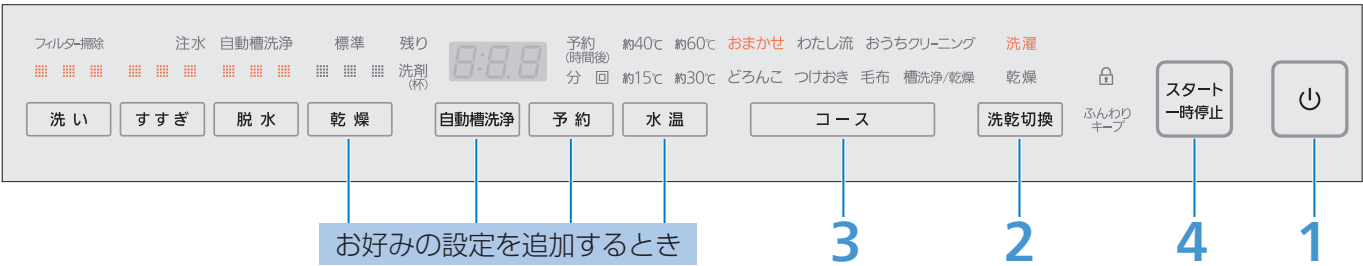 フィルター掃除 注水 自動槽洗浄 標準 残り 予約 約40℃ 約60℃ おまかせ わたし流 おうちクリーニング 洗濯
(時間後)
洗剤 分 回 約15℃ 約30℃ どろんこ つけおき 毛布 槽洗浄/乾燥 乾燥
(杯)
洗い すすぎ 脱水 乾燥 自動槽洗浄 予約 水温 コース 洗乾切換 ふんわり
キープ
スタート
一時停止
お好みの設定を追加するとき 3 2 4 1